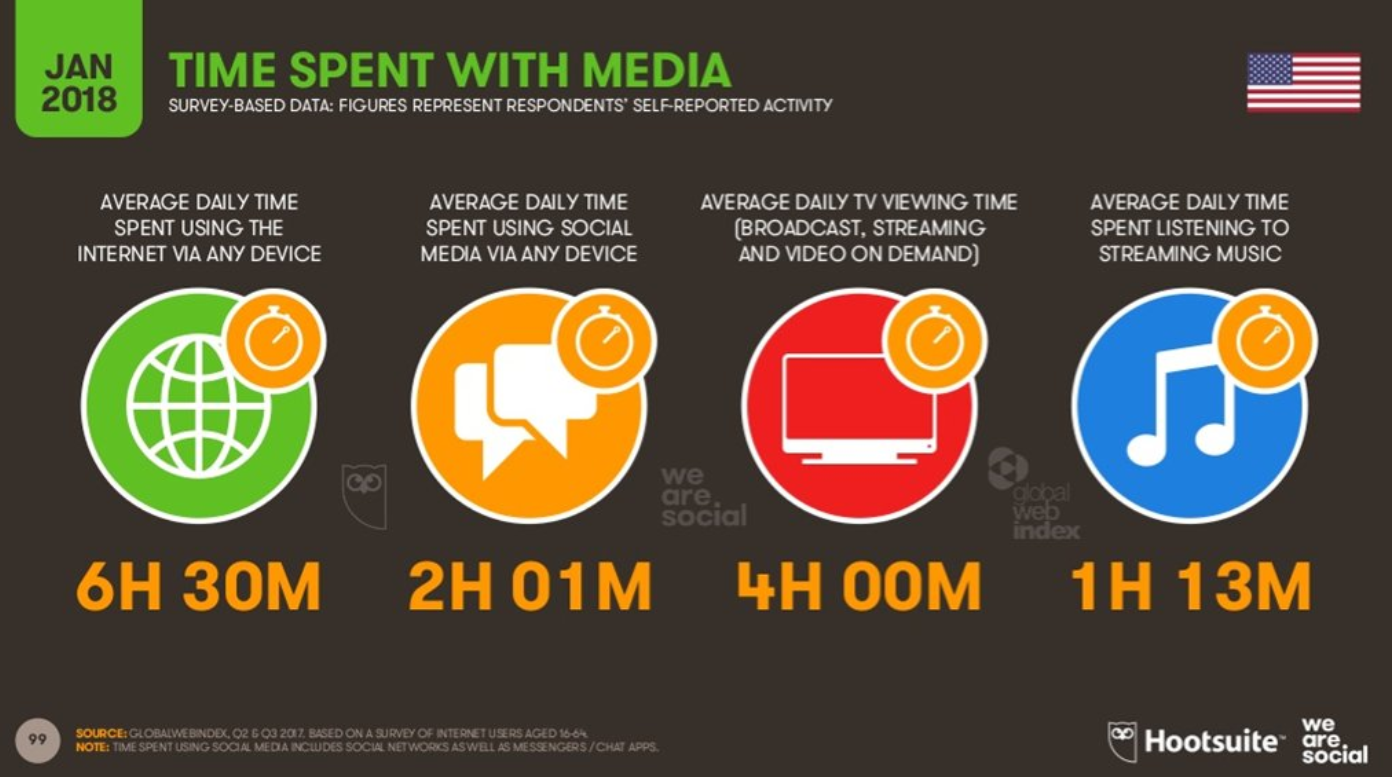 JAN
2018
TIME SPENT WITH MEDIA
SURVEY-BASED DATA: FIGURES REPRESENT RESPONDENTS' SELF-REPORTED ACTIVITY
AVERAGE DAILY TIME
SPENT USING THE
INTERNET VIA ANY DEVICE
AVERAGE DAILY TIME
SPENT USING SOCIAL
MEDIA VIA ANY DEVICE
AVERAGE DAILY TV VIEWING TIME
(BROADCAST, STREAMING
AND VIDEO ON DEMAND)
AVERAGE DAILY TIME
SPENT LISTENING TO
STREAMING MUSIC
we
are
social
global
web
index
6H 30M
2H 01M
4H 00M
1H 13M
99
SOURCE: GLOBALWEBINDEX, Q2 & Q3 2017. BASED ON A SURVEY OF INTERNET USERS AGED 16-64.
NOTE: TIME SPENT USING SOCIAL MEDIA INCLUDES SOCIAL NETWORKS AS WELL AS MESSENGERS / CHAT APPS.
Hootsuite™
we
are
social